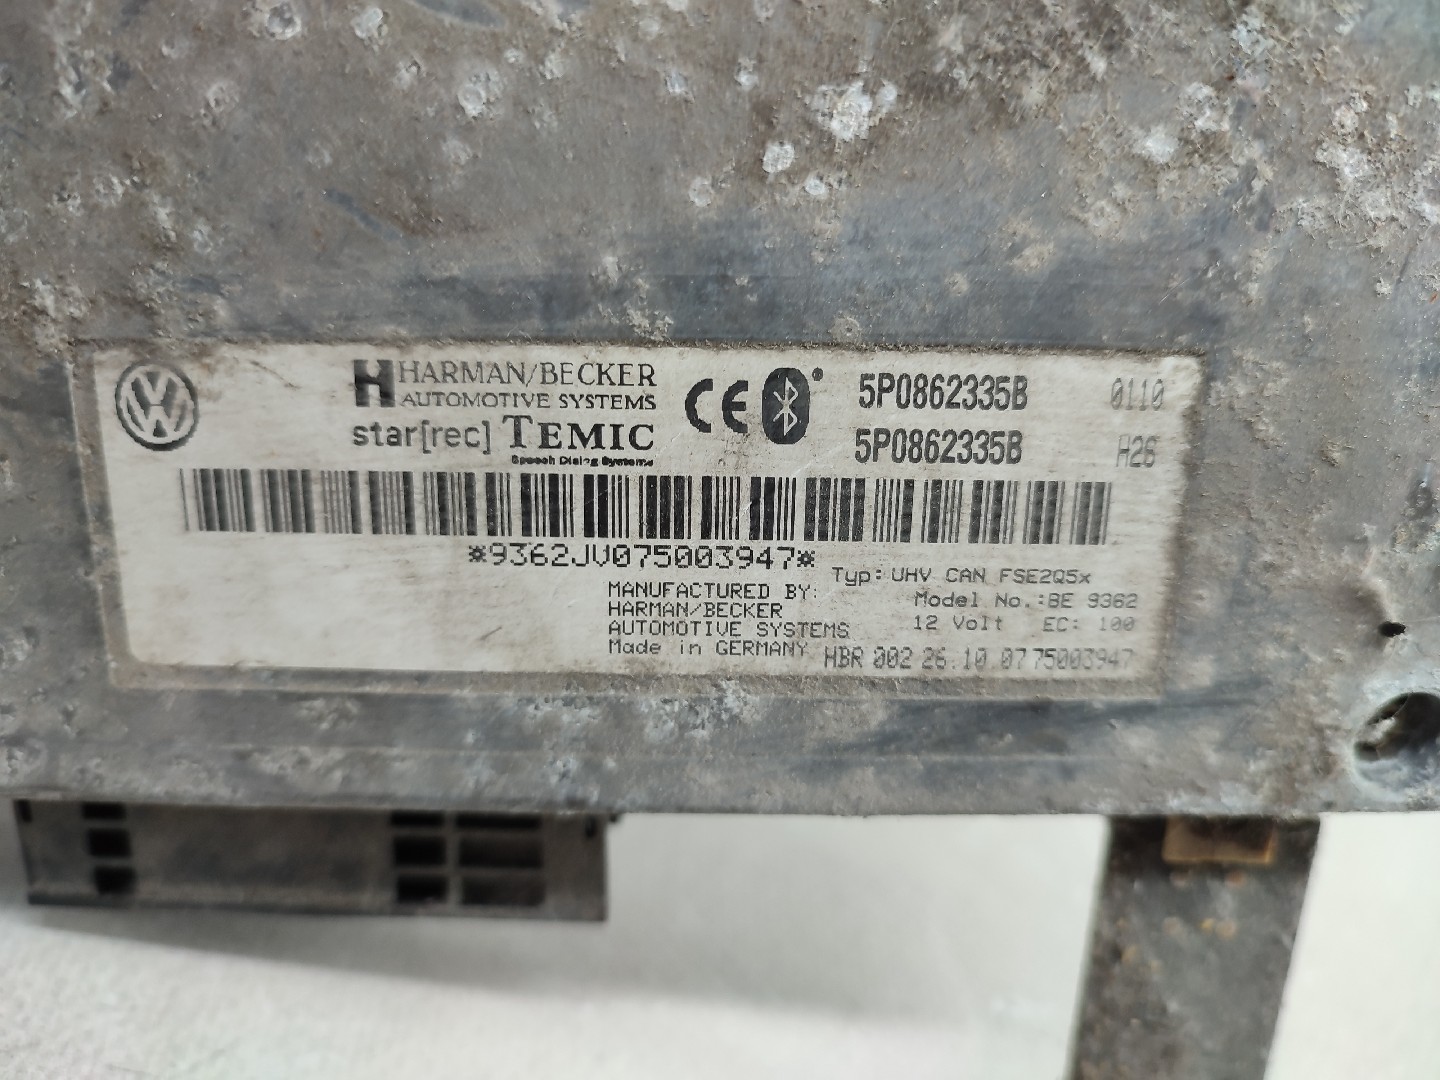 HARMAN/BECKER
AUTOMOTIVE SYSTEMS
star[rec] TEMIC
Speech Dialog Systems
CE
5P0862335B 0110
5P0862335B H26
*9362JV075003947*
MANUFACTURED BY:
HARMAN/BECKER
AUTOMOTIVE SYSTEMS
Made in GERMANY
Typ: UHV CAN FSE2Q5x
Model No.:BE 9362
12 Volt EC: 100
HBR 002 26.10.07 75003947